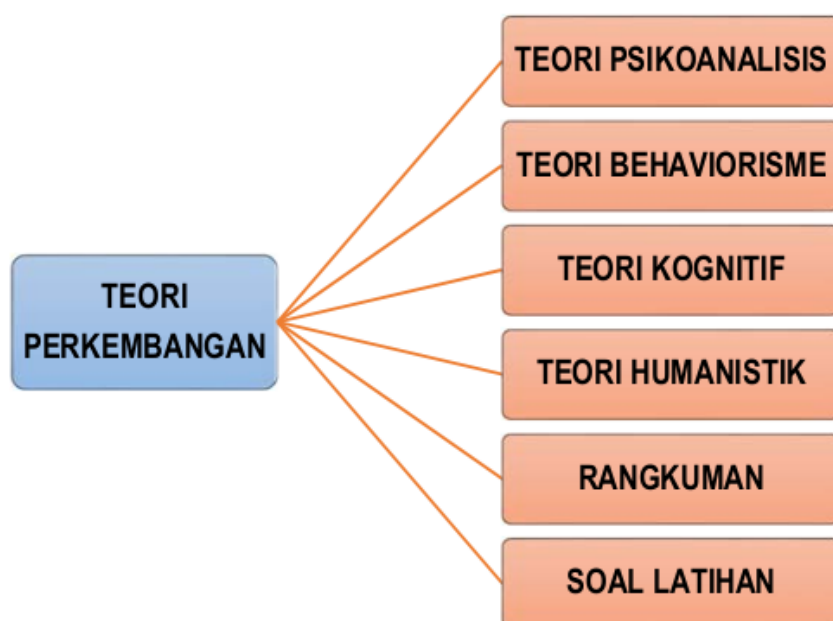 TEORI PSIKOANALISIS
TEORI BEHAVIORISME
TEORI KOGNITIF
TEORI
PERKEMBANGAN
TEORI HUMANISTIK
RANGKUMAN
SOAL LATIHAN